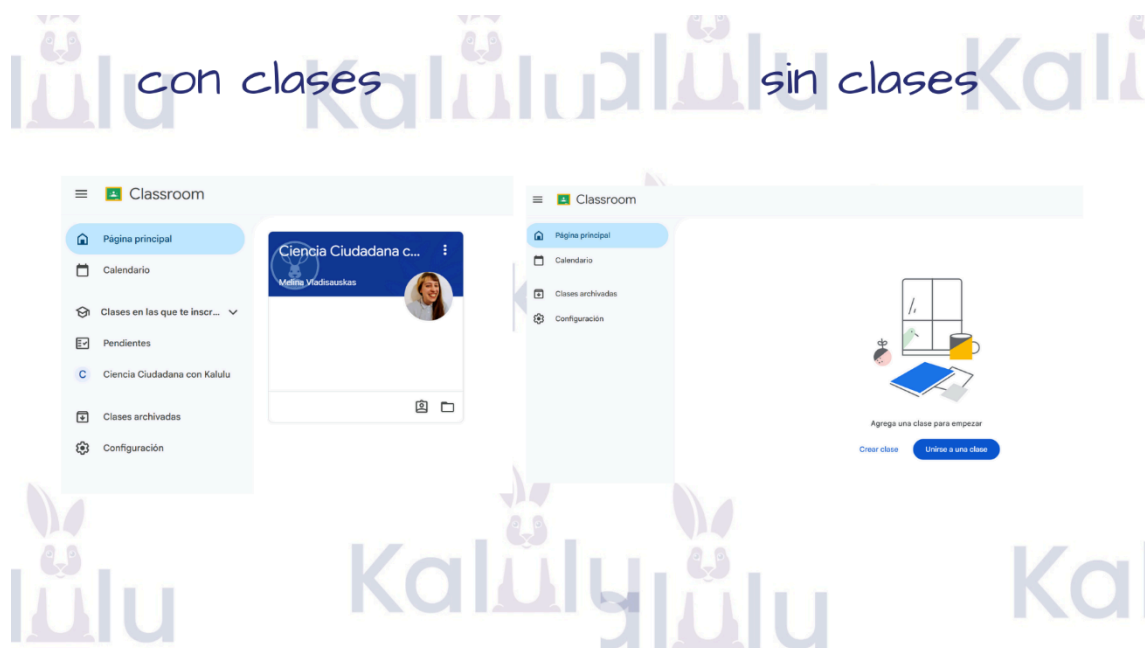 con clases
sin clases
Classroom
Página principal
Calendario
Clases en las que te inscr...
Pendientes
C Ciencia Ciudadana con Kalulu
Clases archivadas
Configuración
Ciencia Ciudadana c...
Melina Vladisauskas
Classroom
Página principal
Calendario
Clases archivadas
Configuración
Agrega una clase para empezar
Crear clase
Unirse a una clase
Kalulu
Kalulu
Kalulu